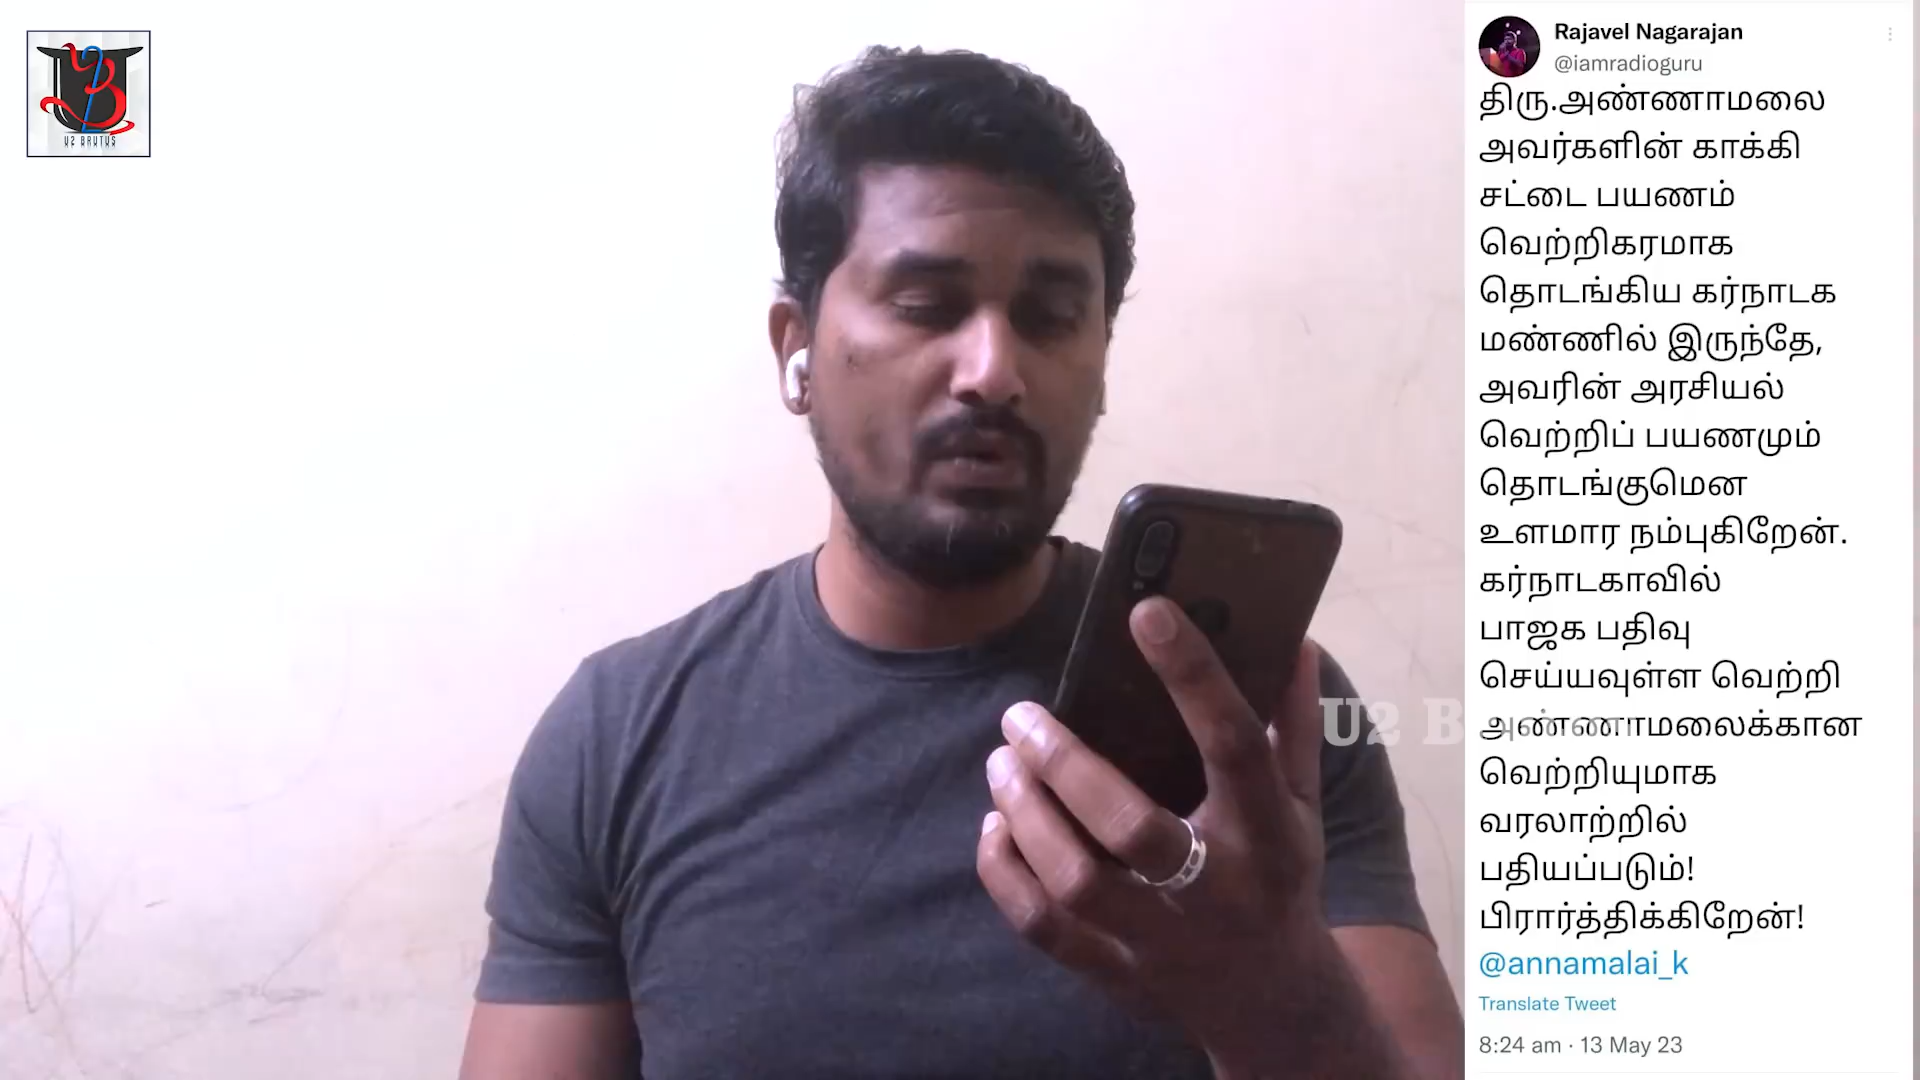 U2 BRUTUS
Rajavel Nagarajan
@iamradioguru
திரு.அண்ணாமலை
அவர்களின் காக்கி
சட்டை பயணம்
வெற்றிகரமாக
தொடங்கிய கர்நாடக
மண்ணில் இருந்தே,
அவரின் அரசியல்
வெற்றிப் பயணமும்
தொடங்குமென
உளமார நம்புகிறேன்.
கர்நாடகாவில்
பாஜக பதிவு
செய்யவுள்ள வெற்றி
அண்ணாமலைக்கான
வெற்றியுமாக
வரலாற்றில்
பதியப்படும்!
பிரார்த்திக்கிறேன்!
@annamalai_k
Translate Tweet
8:24 am · 13 May 23
U2 B